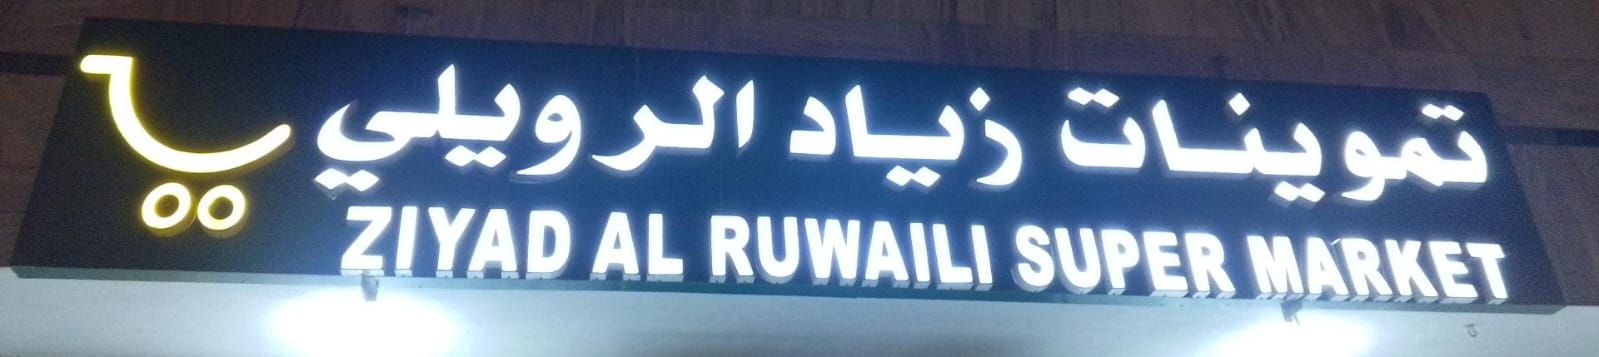 تموينات زياد الرويلي
ZIYAD AL RUWAILI SUPER MARKET